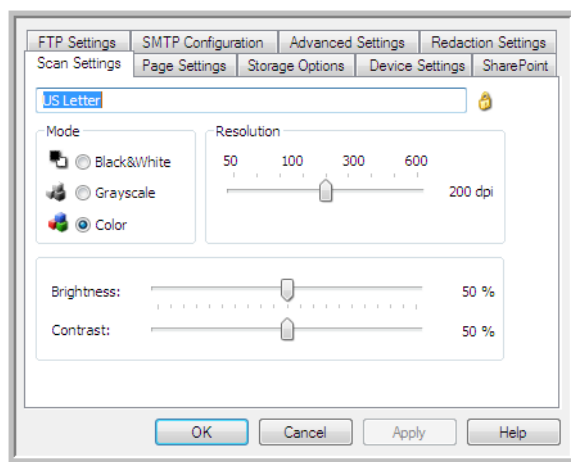 FTP Settings SMTP Configuration Advanced Settings Redaction Settings
Scan Settings Page Settings Storage Options Device Settings SharePoint
US Letter
Mode Resolution
Black&White 50 100 300 600
Grayscale 200 dpi
Color
Brightness: 50 %
Contrast: 50 %
OK Cancel Apply Help